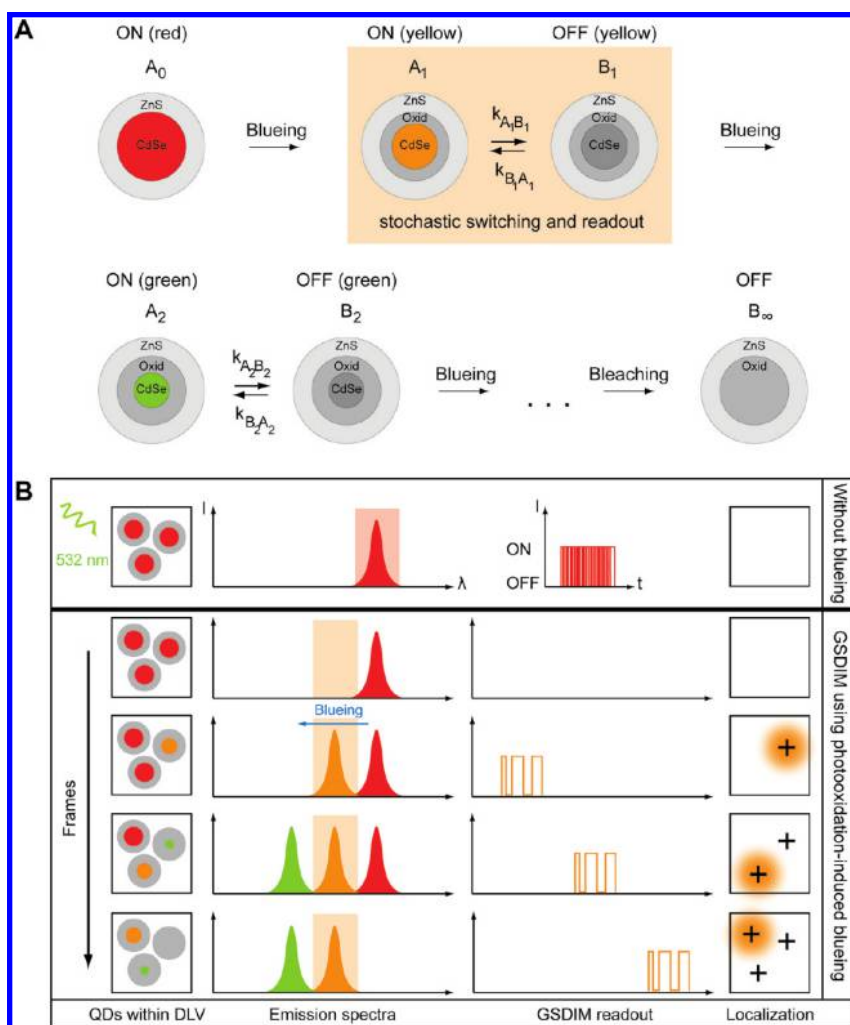 A
ON (red)
ON (yellow)
OFF (yellow)
A0
A1
B1
ZnS
CdSe
Blueing
ZnS
Oxid
CdSe
kA1B1
kB1A1
ZnS
Oxid
CdSe
Blueing
stochastic switching and readout
ON (green)
OFF (green)
OFF
A2
B2
B∞
ZnS
Oxid
CdSe
kA2B2
kB2A2
ZnS
Oxid
CdSe
Blueing
. . .
Bleaching
ZnS
Oxid
B
532 nm
I
λ
I
ON
OFF
t
Without blueing
Frames
Blueing
GSDIM using photooxidation-induced blueing
QDs within DLV
Emission spectra
GSDIM readout
Localization